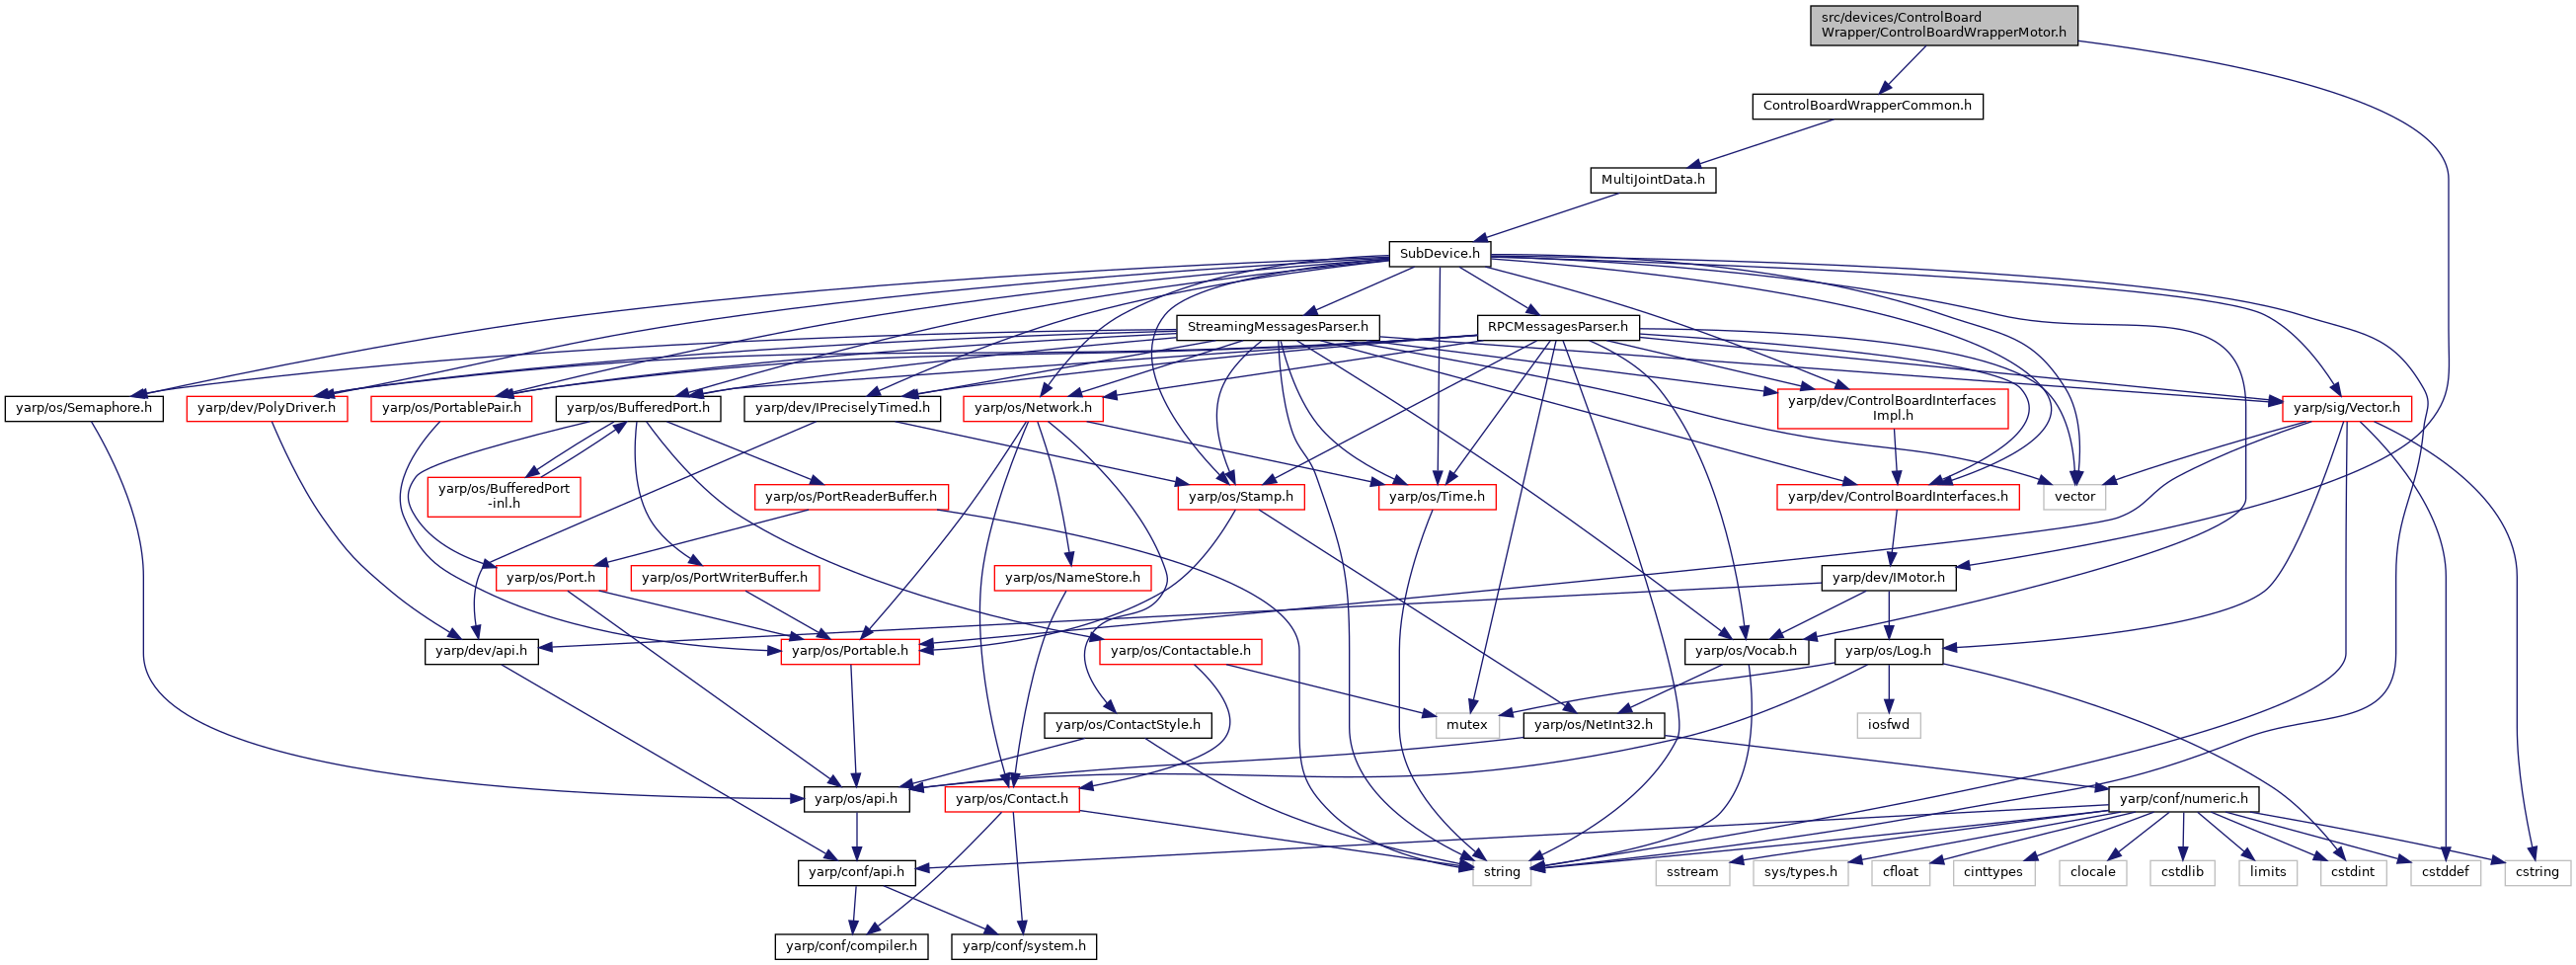 src/devices/ControlBoard
Wrapper/ControlBoardWrapperMotor.h
ControlBoardWrapperCommon.h
MultiJointData.h
SubDevice.h
StreamingMessagesParser.h
RPCMessagesParser.h
yarp/os/Semaphore.h
yarp/dev/PolyDriver.h
yarp/os/PortablePair.h
yarp/os/BufferedPort.h
yarp/dev/IPreciselyTimed.h
yarp/os/Network.h
yarp/dev/ControlBoardInterfaces
Impl.h
yarp/sig/Vector.h
yarp/os/BufferedPort
-inl.h
yarp/os/PortReaderBuffer.h
yarp/os/Stamp.h
yarp/os/Time.h
yarp/dev/ControlBoardInterfaces.h
vector
yarp/os/Port.h
yarp/os/PortWriterBuffer.h
yarp/os/NameStore.h
yarp/dev/IMotor.h
yarp/dev/api.h
yarp/os/Portable.h
yarp/os/Contactable.h
yarp/os/Vocab.h
yarp/os/Log.h
yarp/os/ContactStyle.h
mutex
yarp/os/NetInt32.h
iosfwd
yarp/os/api.h
yarp/os/Contact.h
yarp/conf/numeric.h
yarp/conf/api.h
string
sstream
sys/types.h
cfloat
cinttypes
clocale
cstdlib
limits
cstdint
cstddef
cstring
yarp/conf/compiler.h
yarp/conf/system.h